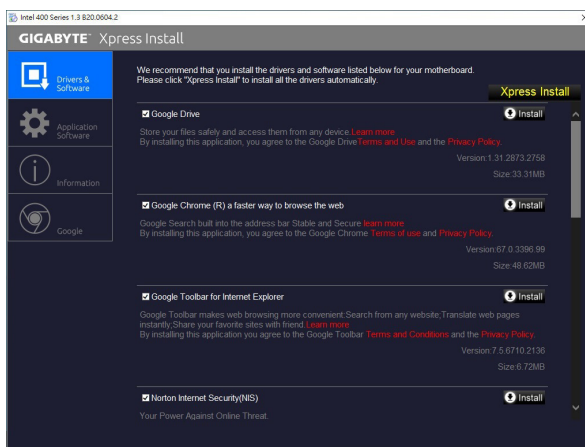 Intel 400 Series 1.3 B20.0604.2
GIGABYTE™ Xpress Install
Drivers &
Software
Application
Software
Information
Google
We recommend that you install the drivers and software listed below for your motherboard.
Please click "Xpress Install" to install all the drivers automatically.
Xpress Install
Google Drive
Install
Store your files safely and access them from any device.Learn more
By installing this application, you agree to the Google DriveTerms and Use and the Privacy Policy.
Version:1.31.2873.2758
Size:33.31MB
Google Chrome (R) a faster way to browse the web
Install
Google Search built into the address bar Stable and Secure learn more
By installing this application, you agree to the Google Chrome Terms of use and Privacy Policy.
Version:67.0.3396.99
Size:48.62MB
Google Toolbar for Internet Explorer
Install
Google Toolbar makes web browsing more convenient:Search from any website;Translate web pages
instantly;Share your favorite sites with friend.Learn more
By installing this application you agree to the Google Toolbar Terms and Conditions and the Privacy Policy.
Version:7.5.6710.2136
Size:6.72MB
Norton Internet Security(NIS)
Install
Your Power Against Online Threat.